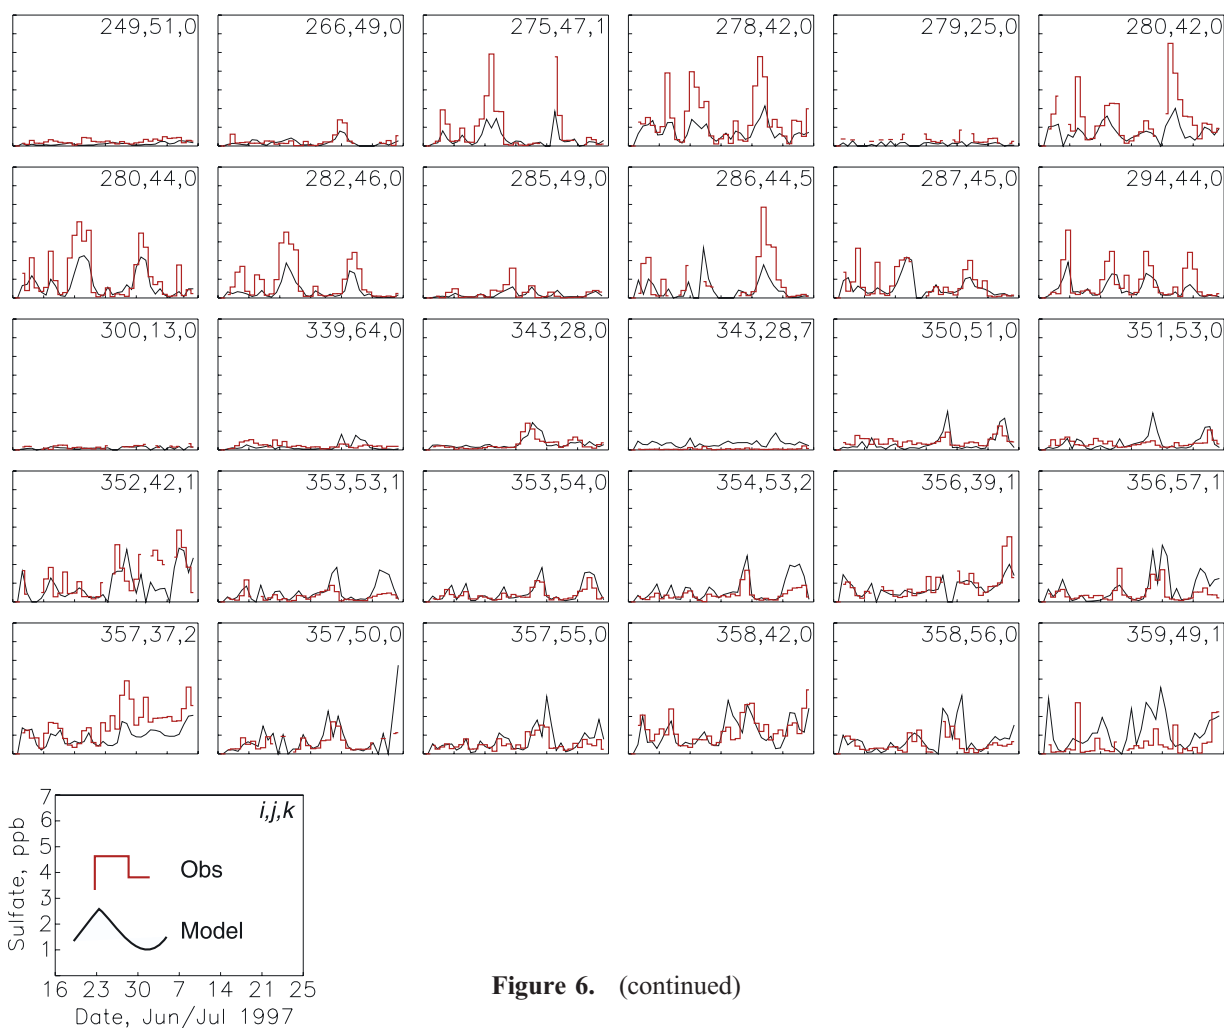 249,51,0 266,49,0 275,47,1 278,42,0 279,25,0 280,42,0
280,44,0 282,46,0 285,49,0 286,44,5 287,45,0 294,44,0
300,13,0 339,64,0 343,28,0 343,28,7 350,51,0 351,53,0
352,42,1 353,53,1 353,54,0 354,53,2 356,39,1 356,57,1
357,37,2 357,50,0 357,55,0 358,42,0 358,56,0 359,49,1
i,j,k
7
6
5
4
3
2
1
Sulfate, ppb
Obs
Model
16 23 30 7 14 21 25
Date, Jun/Jul 1997
Figure 6. (continued)